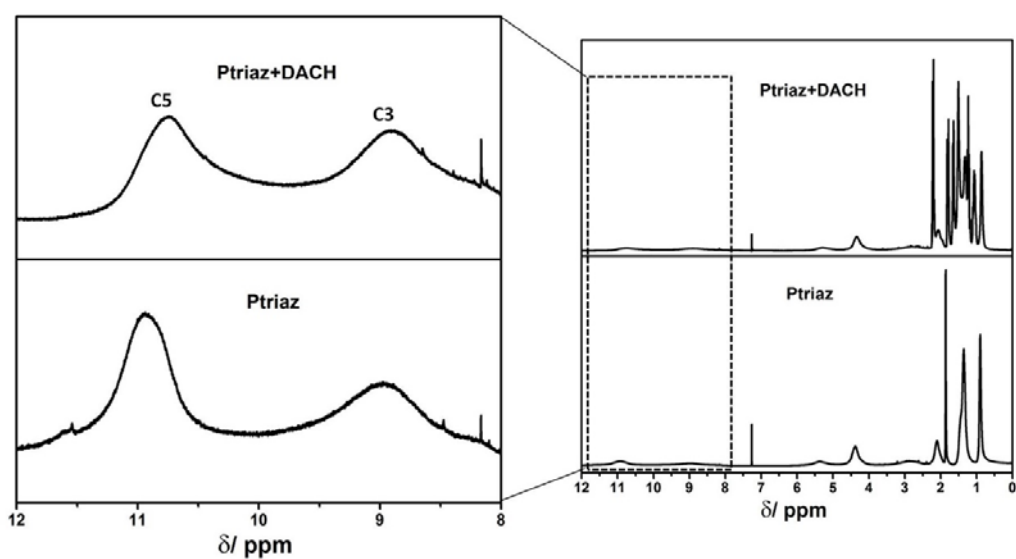 Ptriaz+DACH
C5
C3
Ptriaz
12 11 10 9 8
δ/ ppm
Ptriaz+DACH
Ptriaz
12 11 10 9 8 7 6 5 4 3 2 1 0
δ/ ppm